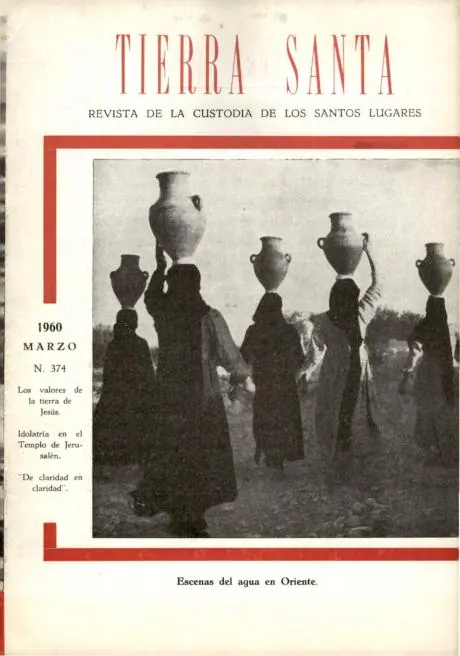 TIERRA SANTA
REVISTA DE LA CUSTODIA DE LOS SANTOS LUGARES
1960
MARZO
N. 374
Los valores de
la tierra de
Jesús.
Idolatría en el
Templo de Jeru-
salén.
"De claridad en
claridad".
Escenas del agua en Oriente.